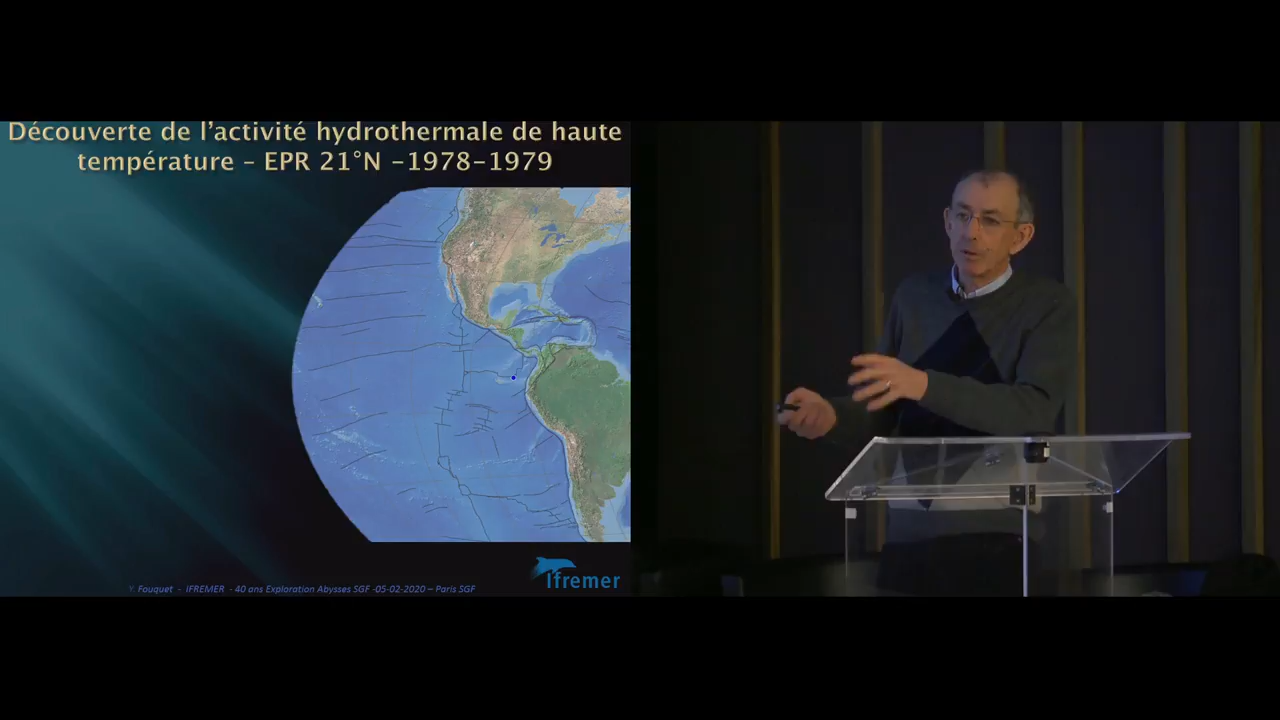 Découverte de l'activité hydrothermale de haute
température – EPR 21°N –1978–1979
Y. Fouquet - IFREMER - 40 ans Exploration Abysses SGF -05-02-2020 – Paris SGF
Ifremer